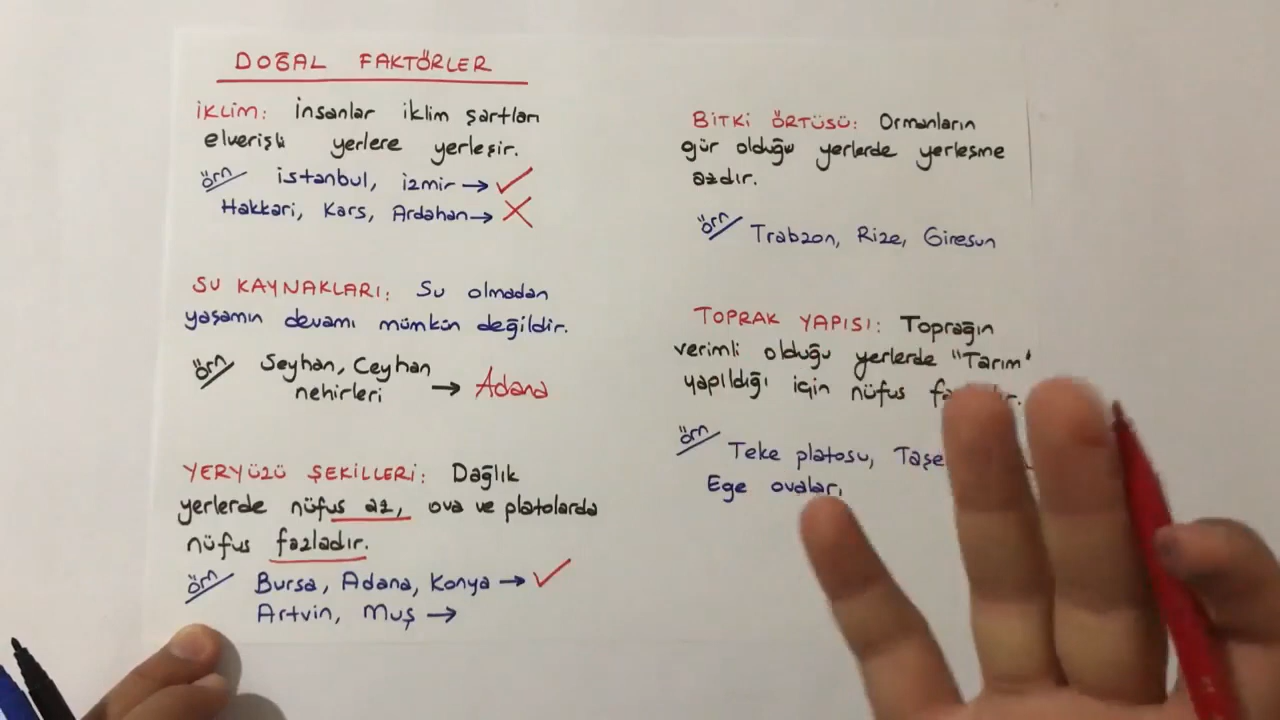 DOĞAL FAKTÖRLER
İKLİM: İnsanlar iklim şartları
elverişli yerlere yerleşir.
örn İstanbul, İzmir → ✓
Hakkari, Kars, Ardahan → X
SU KAYNAKLARI: Su olmadan
yaşamın devamı mümkün değildir.
örn Seyhan, Ceyhan
nehirleri → Adana
YERYÜZÜ ŞEKİLLERİ: Dağlık
yerlerde nüfus az, ova ve platolarda
nüfus fazladır.
örn Bursa, Adana, Konya → ✓
Artvin, Muş →
BİTKİ ÖRTÜSÜ: Ormanların
gür olduğu yerlerde yerleşme
azdır.
örn Trabzon, Rize, Giresun
TOPRAK YAPISI: Toprağın
verimli olduğu yerlerde "Tarım"
yapıldığı için nüfus
örn Teke platosu,
Ege ovaları